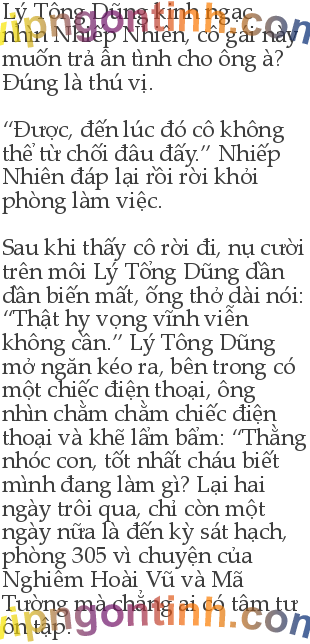 Lý Tông Dũng kinh ngạc
nhìn Nhiếp Nhiên, cô gái này
muốn trả ân tình cho ông à?
Đúng là thú vị.

“Được, đến lúc đó cô không
thể từ chối đâu đấy.” Nhiếp
Nhiên đáp lại rồi rời khỏi
phòng làm việc.

Sau khi thấy cô rời đi, nụ cười
trên môi Lý Tổng Dũng dần
dần biến mất, ống thở dài nói:
“Thật hy vọng vĩnh viễn
không cần.” Lý Tông Dũng
mở ngăn kéo ra, bên trong có
một chiếc điện thoại, ông
nhìn chằm chằm chiếc điện
thoại và khẽ lẩm bẩm: “Thằng
nhóc con, tốt nhất cháu biết
mình đang làm gì? Lại hai
ngày trôi qua, chỉ còn một
ngày nữa là đến kỳ sát hạch,
phòng 305 vì chuyện của
Nghiêm Hoài Vũ và Mã
Tường mà chẳng ai có tâm tư
ôn tập.
vipngontinh.com
vipngontinh.com